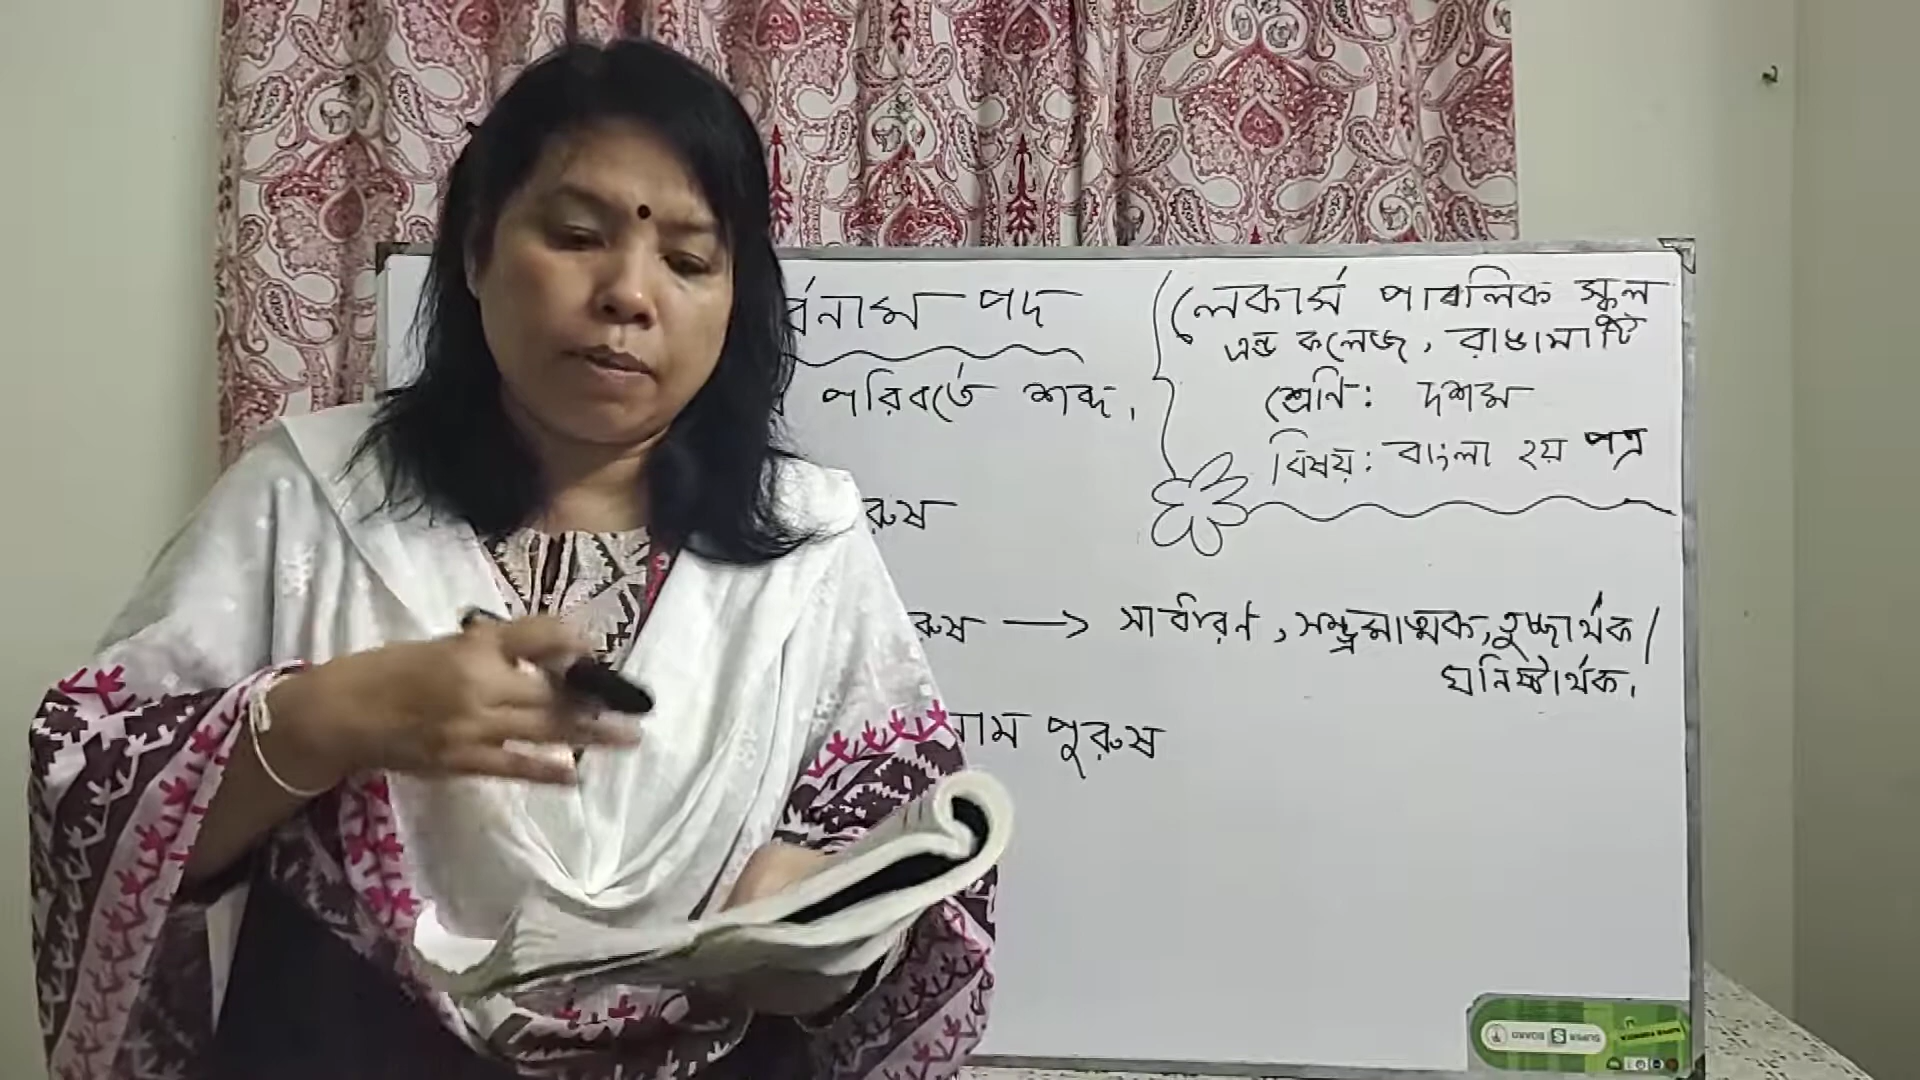 র্বনাম পদ
পরিবর্তে শব্দ।
রুষ
রুষ → সাধারণ, সম্ভ্রমাত্মক, তুচ্ছার্থক/
ঘনিষ্টার্থক।
নাম পুরুষ
লেকার্স পাবলিক স্কুল
এন্ড কলেজ, রাঙামাটি
শ্রেণি: দশম
বিষয়: বাংলা ২য় পত্র